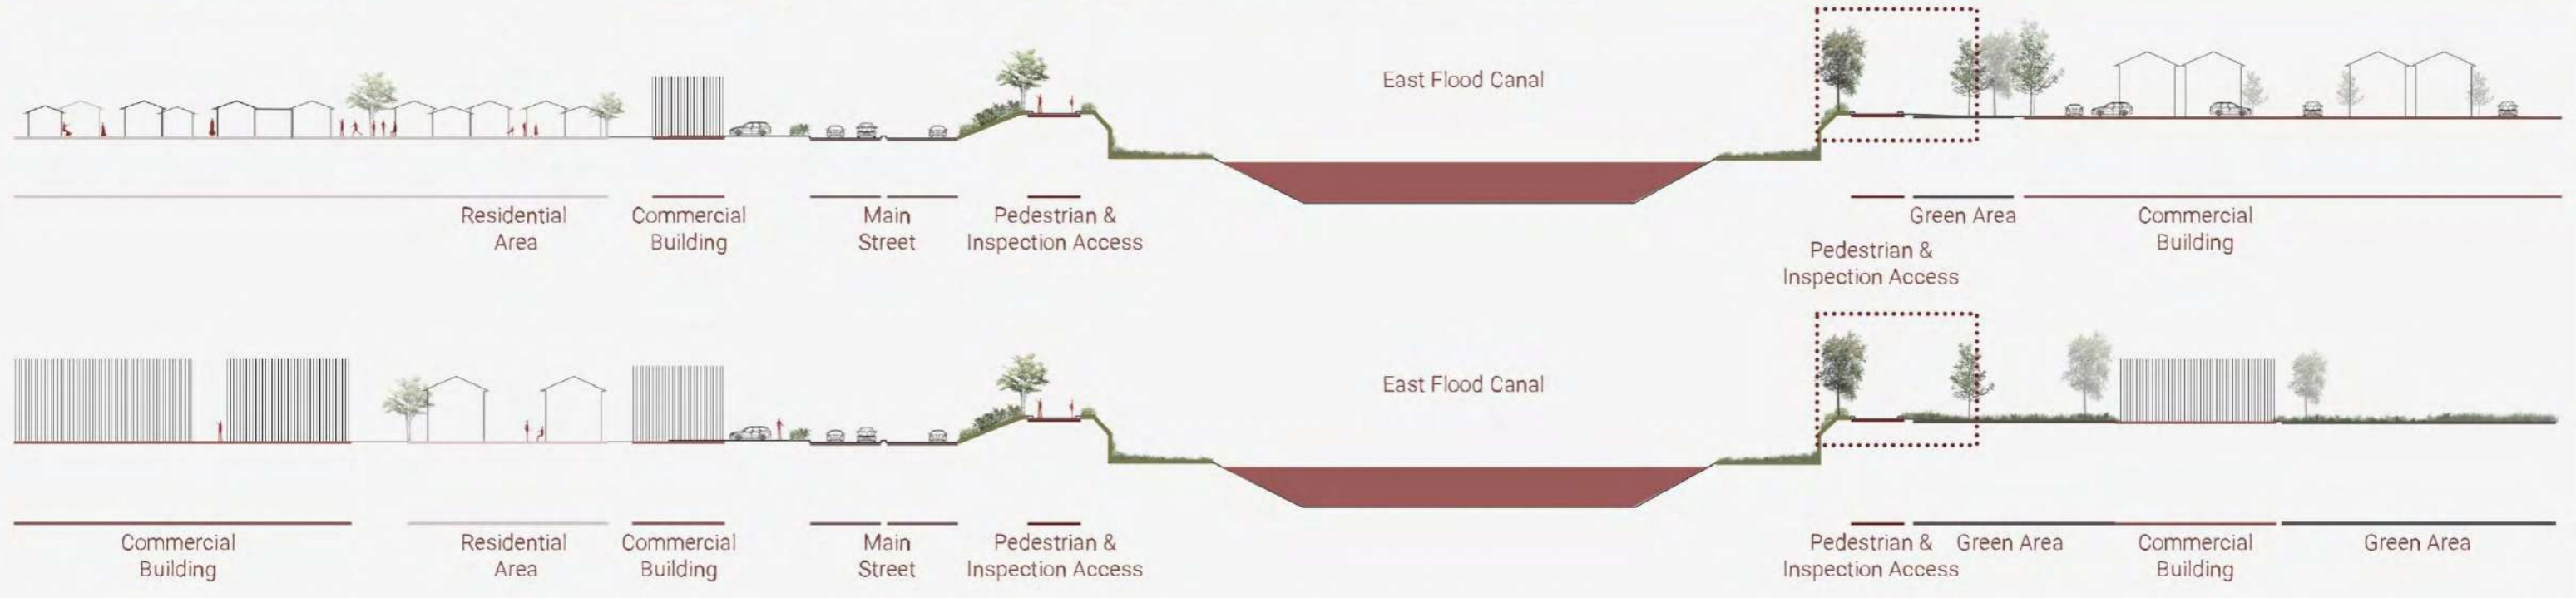 East Flood Canal
Residential
Area
Commercial
Building
Main
Street
Pedestrian &
Inspection Access
Pedestrian &
Inspection Access
Green Area
Commercial
Building
East Flood Canal
Commercial
Building
Residential
Area
Commercial
Building
Main
Street
Pedestrian &
Inspection Access
Pedestrian &
Inspection Access
Green Area
Commercial
Building
Green Area